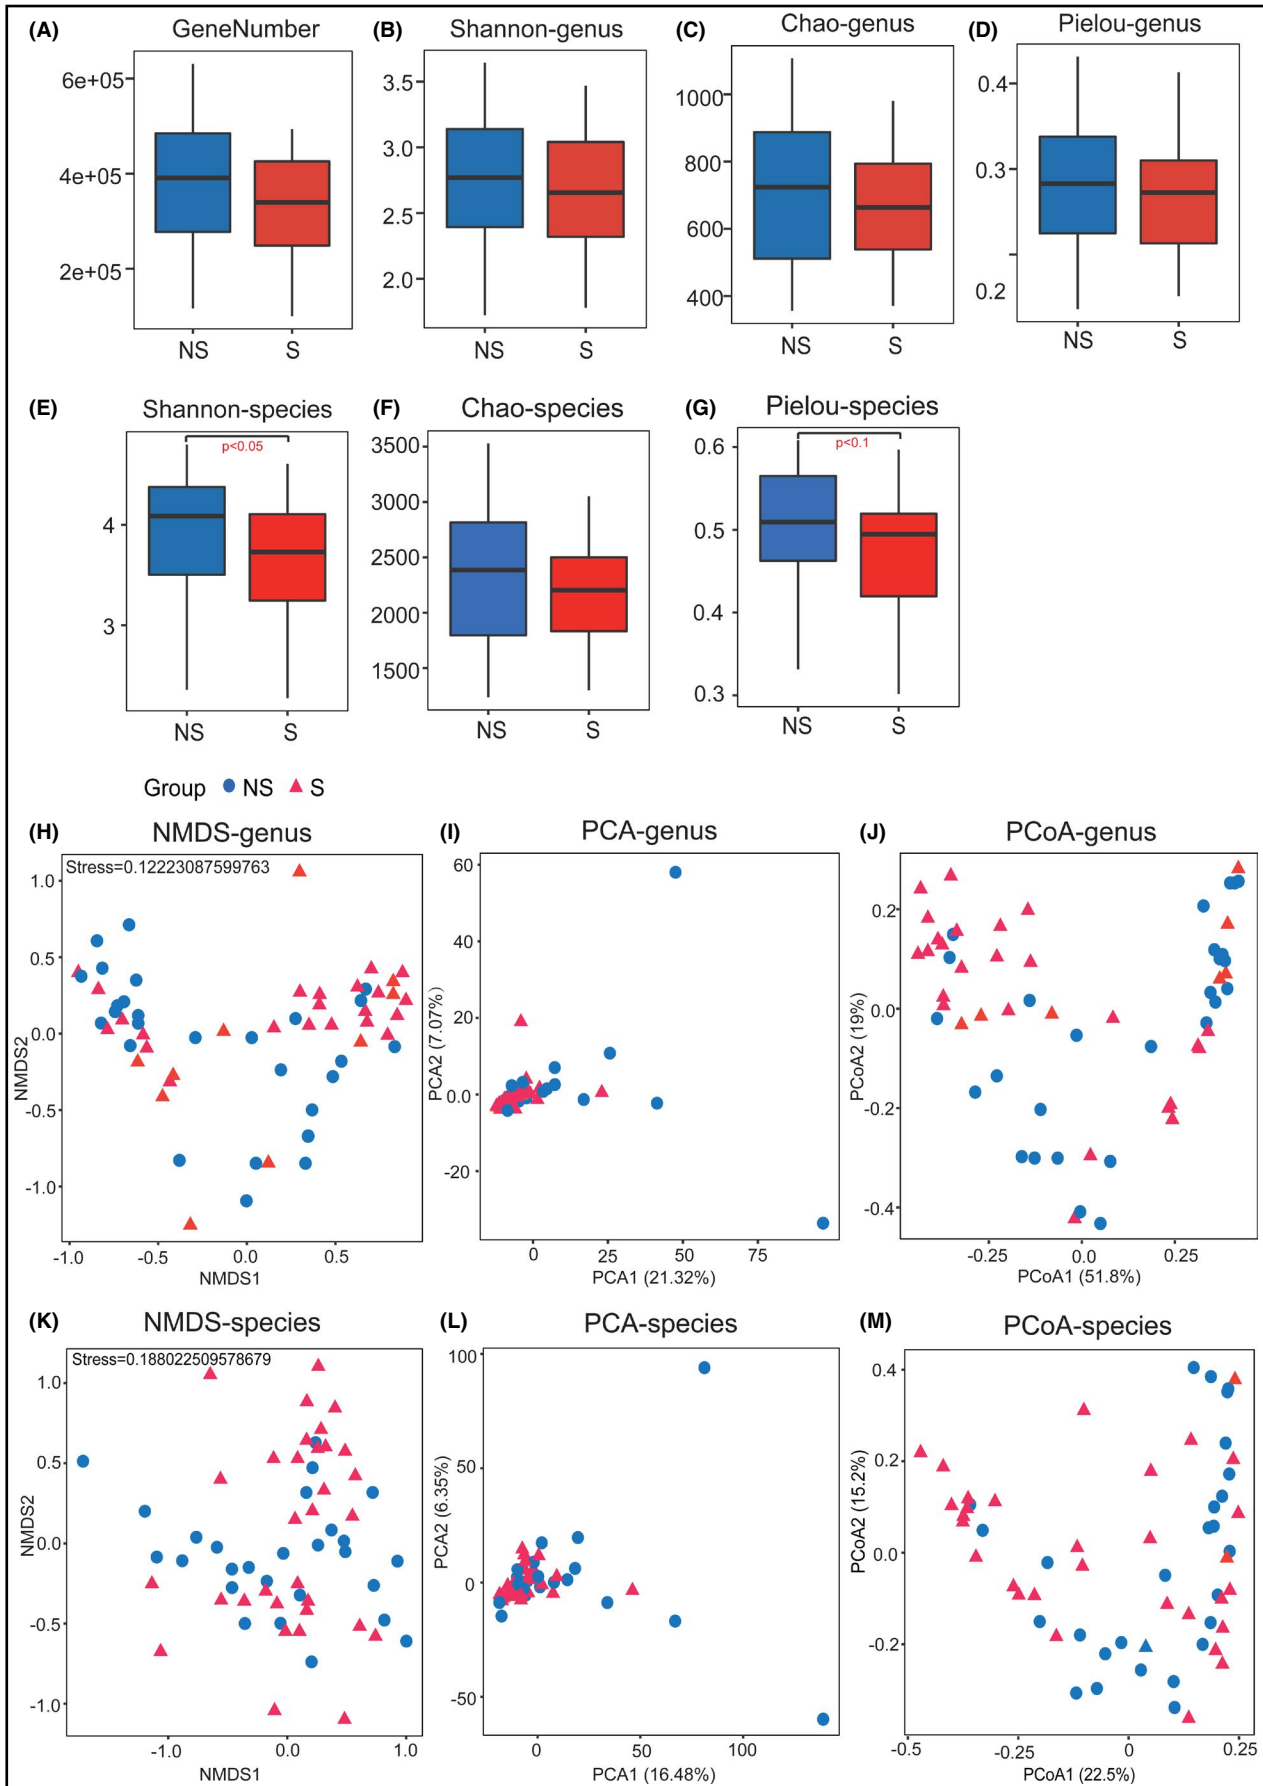 (A) GeneNumber
6e+05
4e+05
2e+05
NS S
(B) Shannon-genus
3.5
3.0
2.5
2.0
NS S
(C) Chao-genus
1000
800
600
400
NS S
(D) Pielou-genus
0.4
0.3
0.2
NS S
(E) Shannon-species
p<0.05
4
3
NS S
(F) Chao-species
3500
3000
2500
2000
1500
NS S
(G) Pielou-species
p<0.1
0.6
0.5
0.4
0.3
NS S
Group NS S
(H) NMDS-genus
Stress=0.12223087599763
NMDS2
1.0
0.5
0.0
-0.5
-1.0
-1.0 -0.5 0.0 0.5
NMDS1
(I) PCA-genus
PCA2 (7.07%)
60
40
20
0.0
-20
0 25 50 75
PCA1 (21.32%)
(J) PCoA-genus
PCoA2 (19%)
0.2
0.0
-0.2
-0.4
-0.25 0.0 0.25
PCoA1 (51.8%)
(K) NMDS-species
Stress=0.188022509578679
NMDS2
1.0
0.5
0.0
-0.5
-1.0
-1.0 0.0 1.0
NMDS1
(L) PCA-species
PCA2 (6.35%)
100
50
0
-50
0 50 100
PCA1 (16.48%)
(M) PCoA-species
PCoA2 (15.2%)
0.4
0.2
0.0
-0.2
-0.5 -0.25 0 0.25
PCoA1 (22.5%)